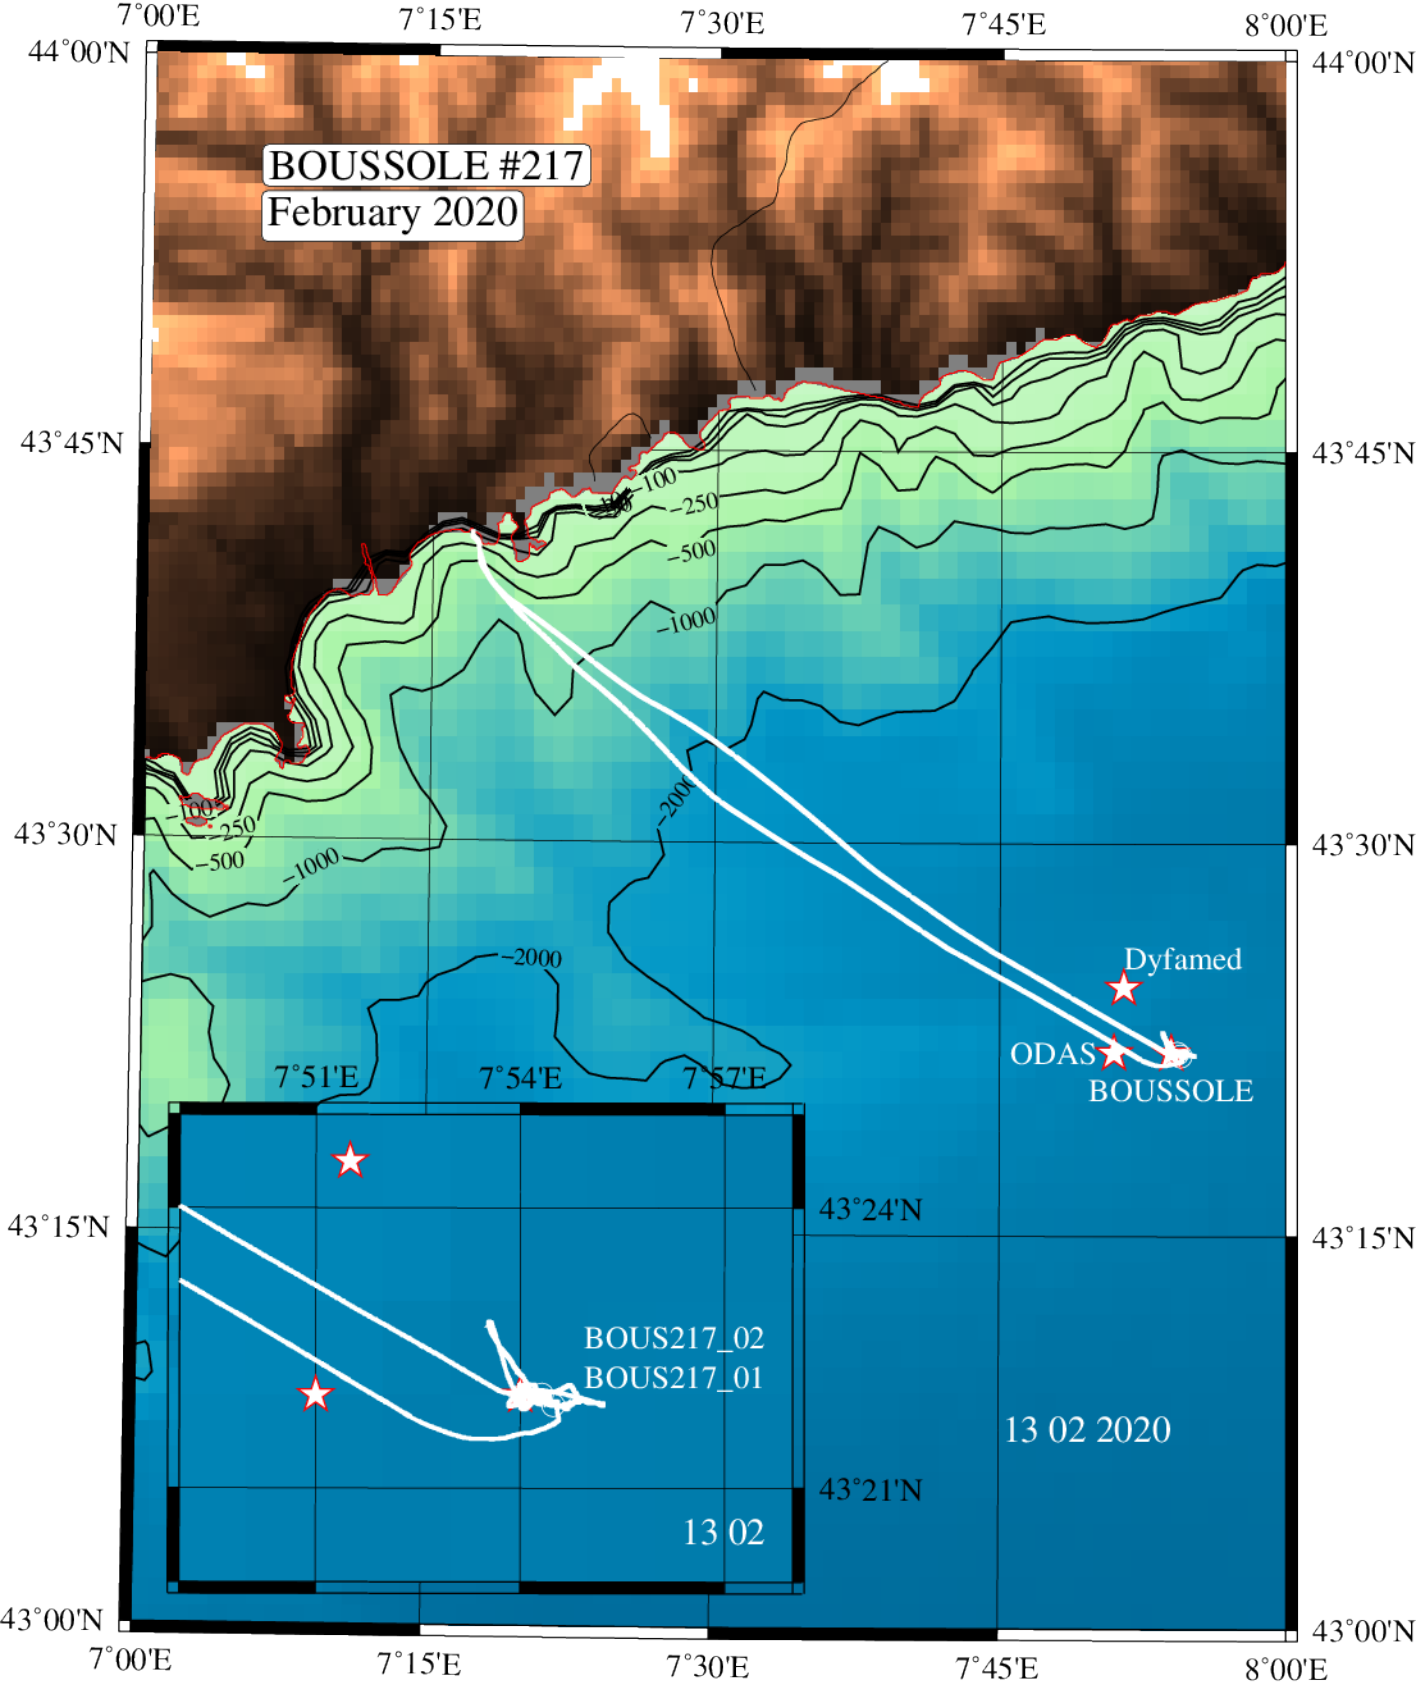 7°00'E 7°15'E 7°30'E 7°45'E 8°00'E
44°00'N 44°00'N
BOUSSOLE #217
February 2020
43°45'N 43°45'N
-100
-250
-500
-1000
-2000
43°30'N 43°30'N
-100
-250
-500
-1000
-2000
Dyfamed
ODAS
BOUSSOLE
7°51'E 7°54'E 7°57'E
43°24'N
43°15'N 43°15'N
BOUS217_02
BOUS217_01
13 02 2020
43°21'N
13 02
43°00'N 43°00'N
7°00'E 7°15'E 7°30'E 7°45'E 8°00'E